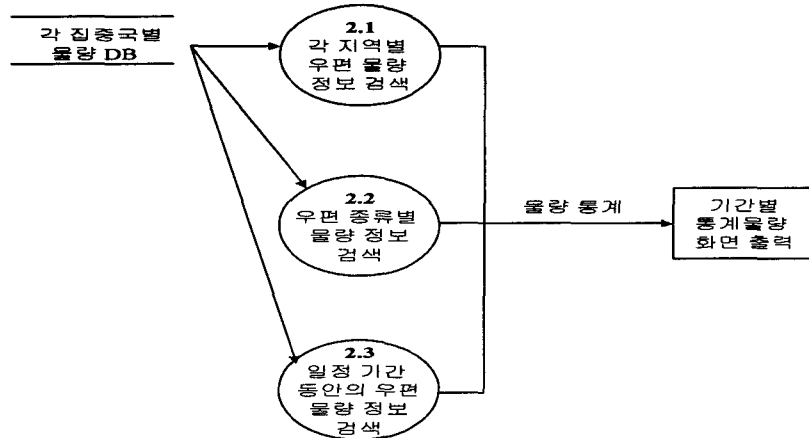 각 집중국별
물량 DB
2.1
각 지역별
우편 물량
정보 검색
2.2
우편 종류별
물량 정보
검색
물량 통계
기간별
통계물량
화면 출력
2.3
일정 기간
동안의 우편
물량 정보
검색